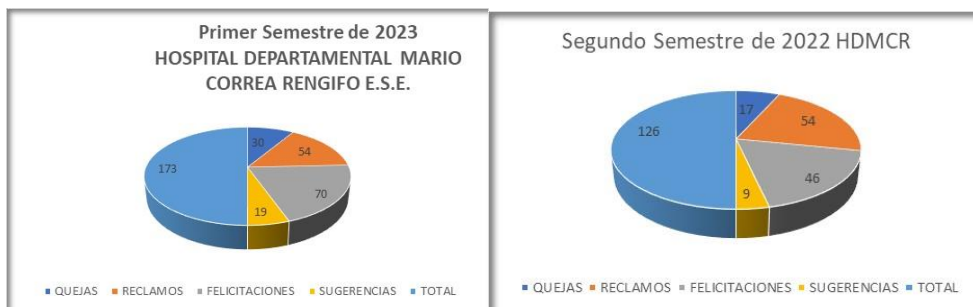 Primer Semestre de 2023
HOSPITAL DEPARTAMENTAL MARIO
CORREA RENGIFO E.S.E.
30
54
173
70
19
QUEJAS RECLAMOS FELICITACIONES SUGERENCIAS TOTAL
Segundo Semestre de 2022 HDMCR
17
54
126
46
9
QUEJAS RECLAMOS FELICITACIONES SUGERENCIAS TOTAL